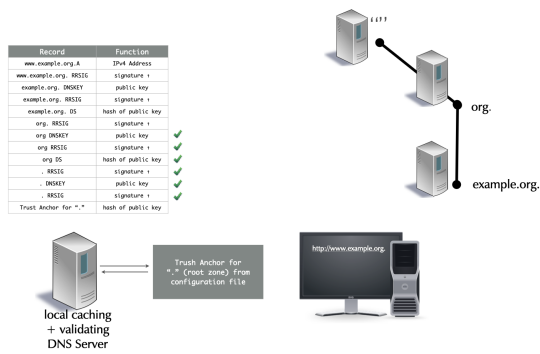 “.”
Record Function
www.example.org.A IPv4 Address
www.example.org. RRSIG signature ↑
example.org. DNSKEY public key
example.org. RRSIG signature ↑
example.org. DS hash of public key
org. RRSIG signature ↑
org DNSKEY public key ✔
org RRSIG signature ↑ ✔
org DS hash of public key ✔
. RRSIG signature ↑ ✔
. DNSKEY public key ✔
. RRSIG signature ↑ ✔
Trust Anchor for "." hash of public key
org.
example.org.
Trush Anchor for
"." (root zone) from
configuration file
http://www.example.org.
local caching
+ validating
DNS Server